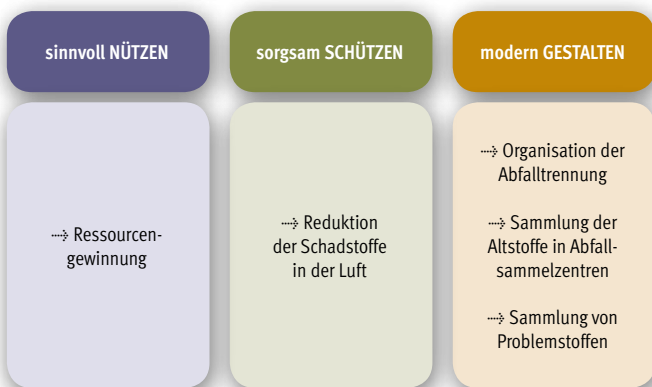 sinnvoll NÜTZEN
sorgsam SCHÜTZEN
modern GESTALTEN
Ressourcen-
gewinnung
Reduktion
der Schadstoffe
in der Luft
Organisation der
Abfalltrennung
Sammlung der
Altstoffe in Abfall-
sammelzentren
Sammlung von
Problemstoffen